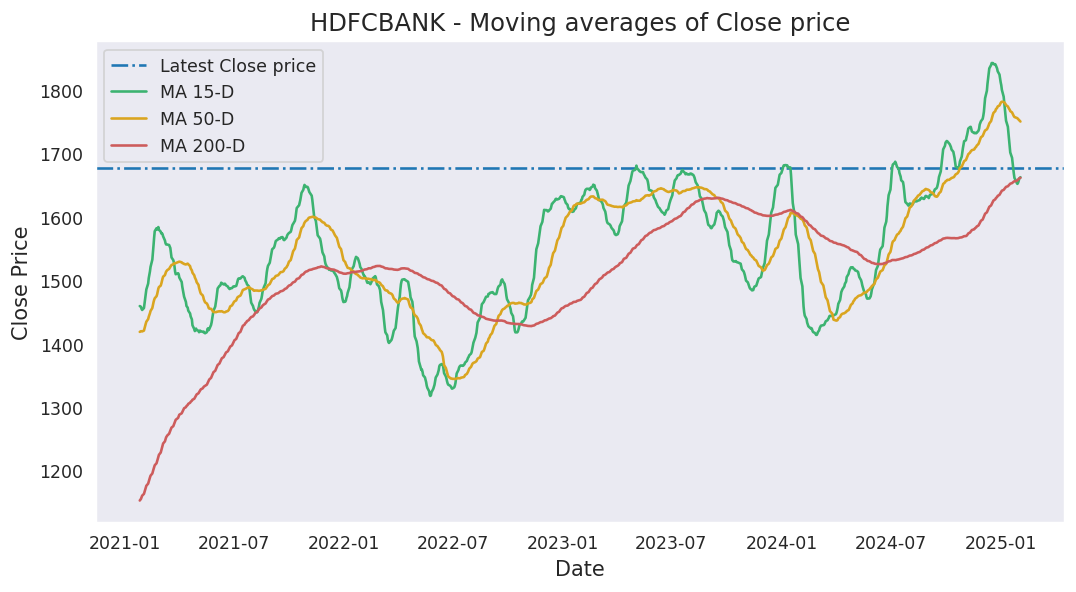 HDFCBANK - Moving averages of Close price
Latest Close price
MA 15-D
MA 50-D
MA 200-D
Close Price
1800
1700
1600
1500
1400
1300
1200
2021-01 2021-07 2022-01 2022-07 2023-01 2023-07 2024-01 2024-07 2025-01
Date